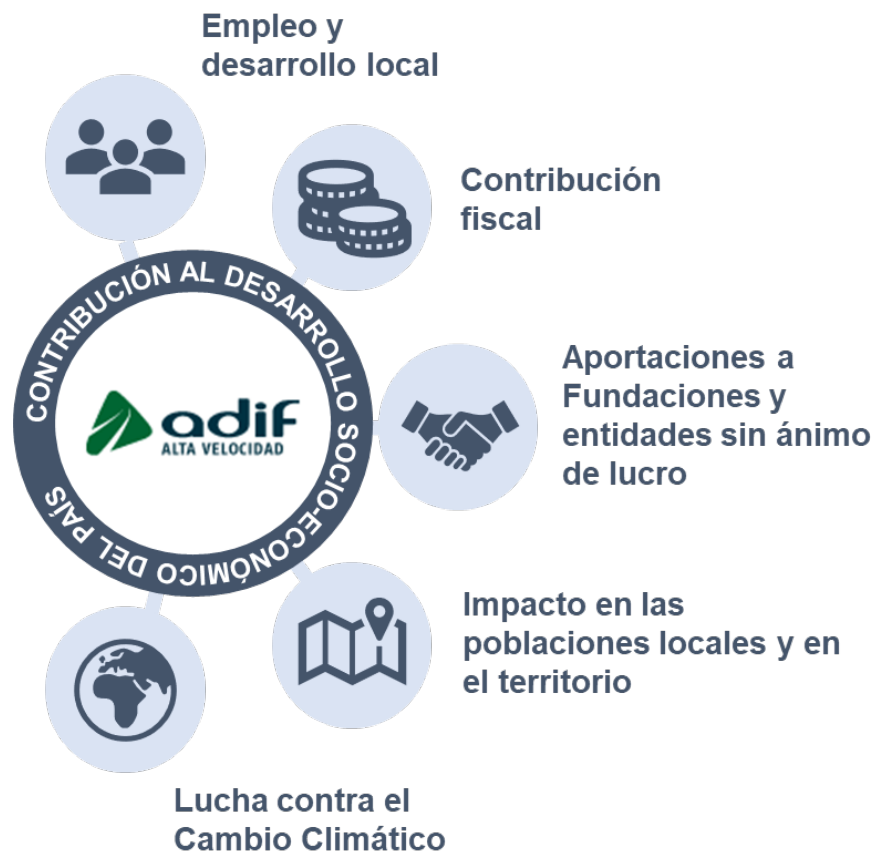 Empleo y
desarrollo local
Contribución
fiscal
CONTRIBUCIÓN AL DESARROLLO SOCIO-ECONÓMICO DEL PAÍS
adif
ALTA VELOCIDAD
Aportaciones a
Fundaciones y
entidades sin ánimo
de lucro
Impacto en las
poblaciones locales y en
el territorio
Lucha contra el
Cambio Climático